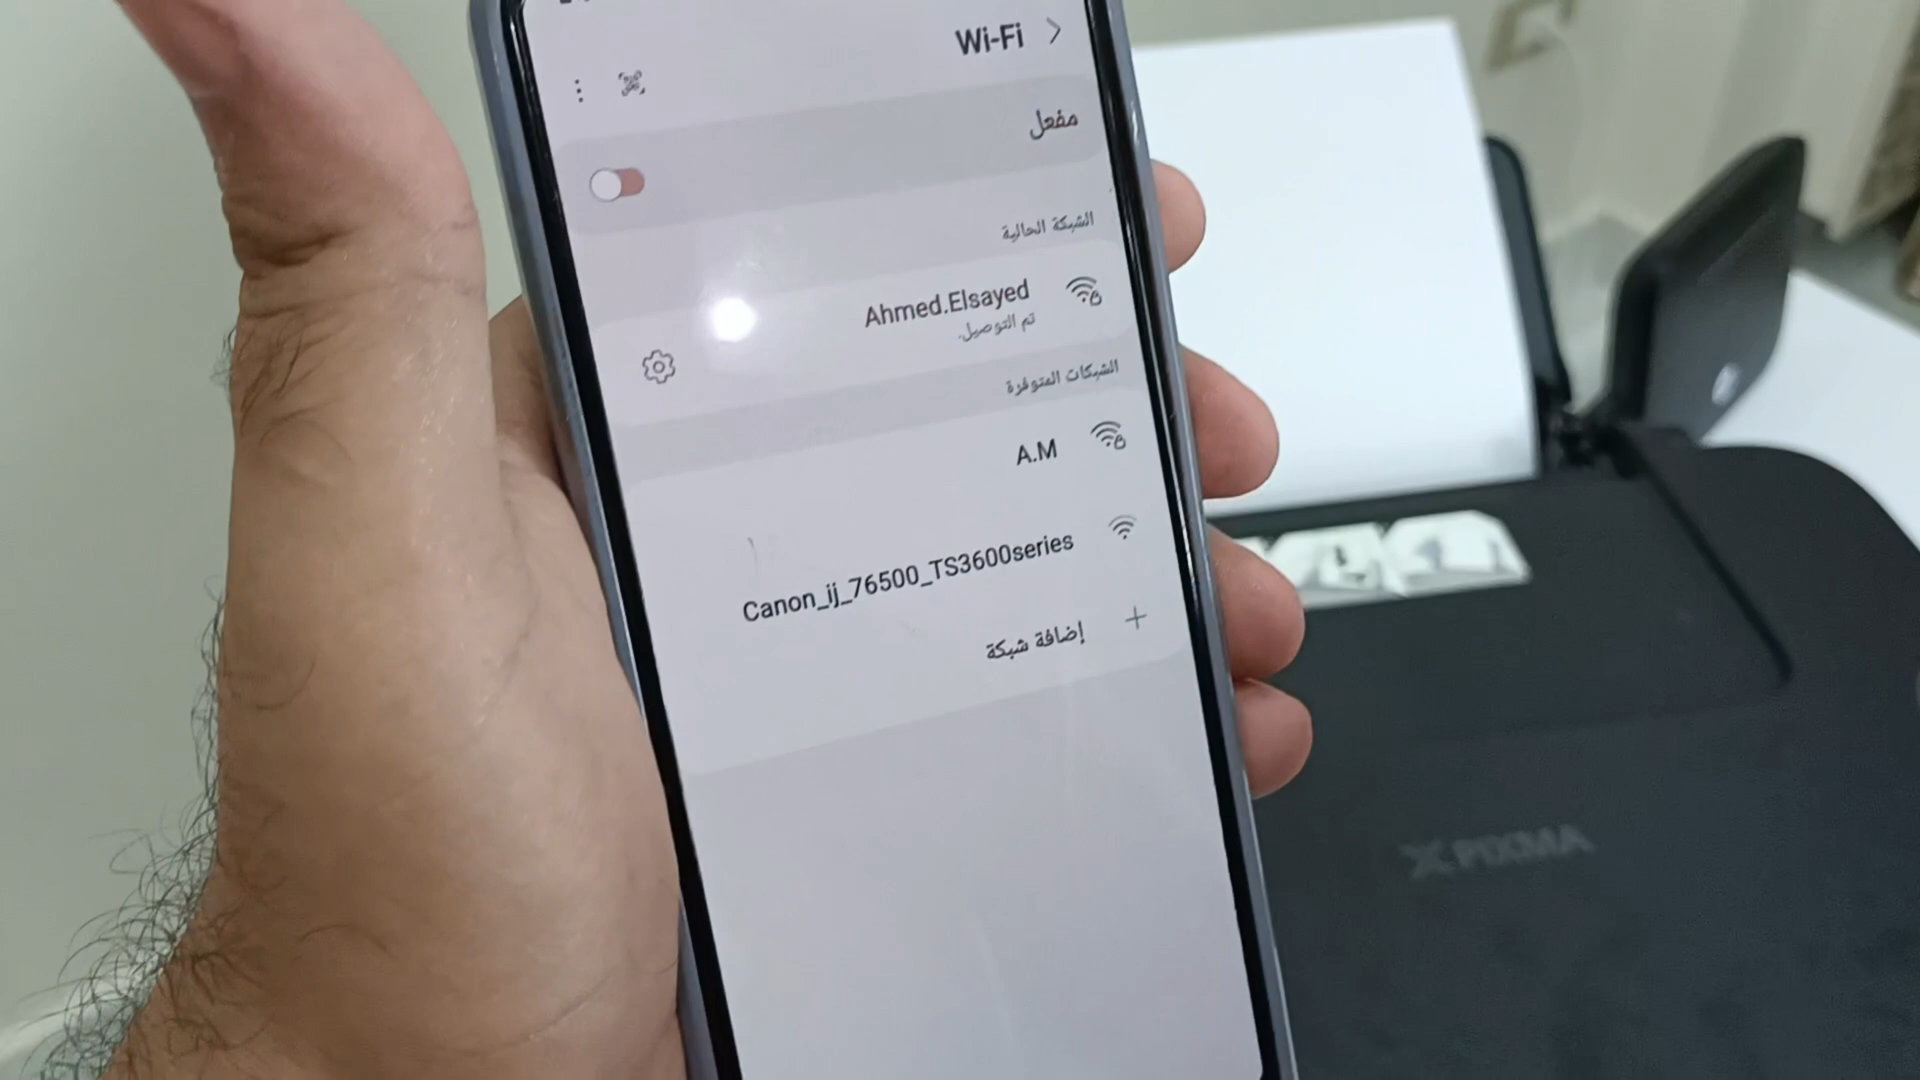 Wi-Fi
مفعل
الشبكة الحالية
Ahmed.Elsayed
تم التوصيل.
الشبكات المتوفرة
A.M
Canon_ij_76500_TS3600series
إضافة شبكة
PIXMA